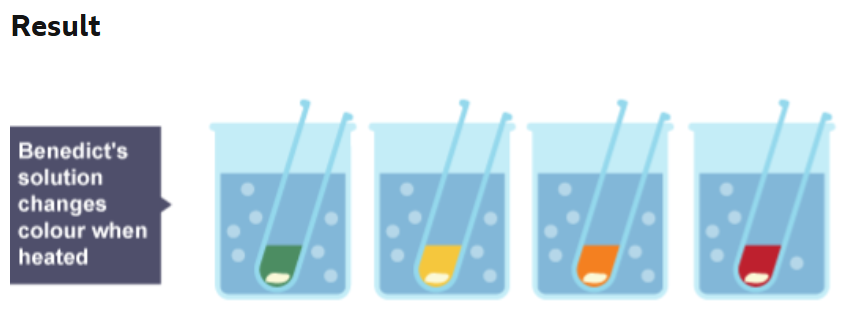 Result
Benedict's
solution
changes
colour when
heated